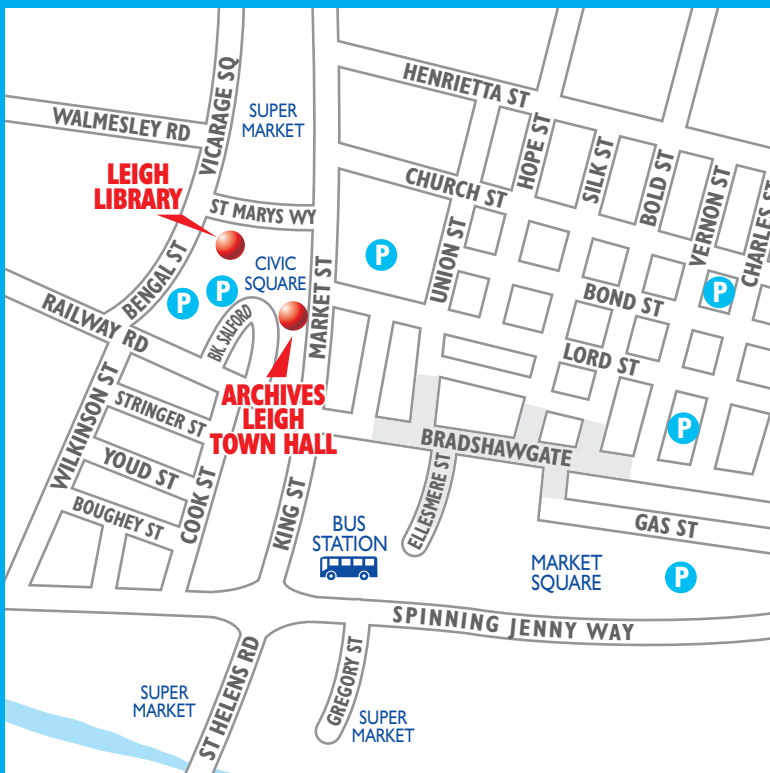 HENRIETTA ST
VICARAGE SQ
SUPER
MARKET
WALMESLEY RD
HOPE ST
SILK ST
BOLD ST
VERNON ST
CHARLES ST
LEIGH
LIBRARY
CHURCH ST
ST MARYS WY
UNION ST
BENGAL ST
CIVIC
SQUARE
P
P
P
P
MARKET ST
BOND ST
RAILWAY RD
BK. SALFORD
LORD ST
ARCHIVES
LEIGH
TOWN HALL
WILKINSON ST
STRINGER ST
P
BRADSHAWGATE
YOUD ST
COOK ST
ELLESMERE ST
BOUGHEY ST
KING ST
BUS
STATION
GAS ST
MARKET
SQUARE
P
SPINNING JENNY WAY
ST HELENS RD
GREGORY ST
SUPER
MARKET
SUPER
MARKET